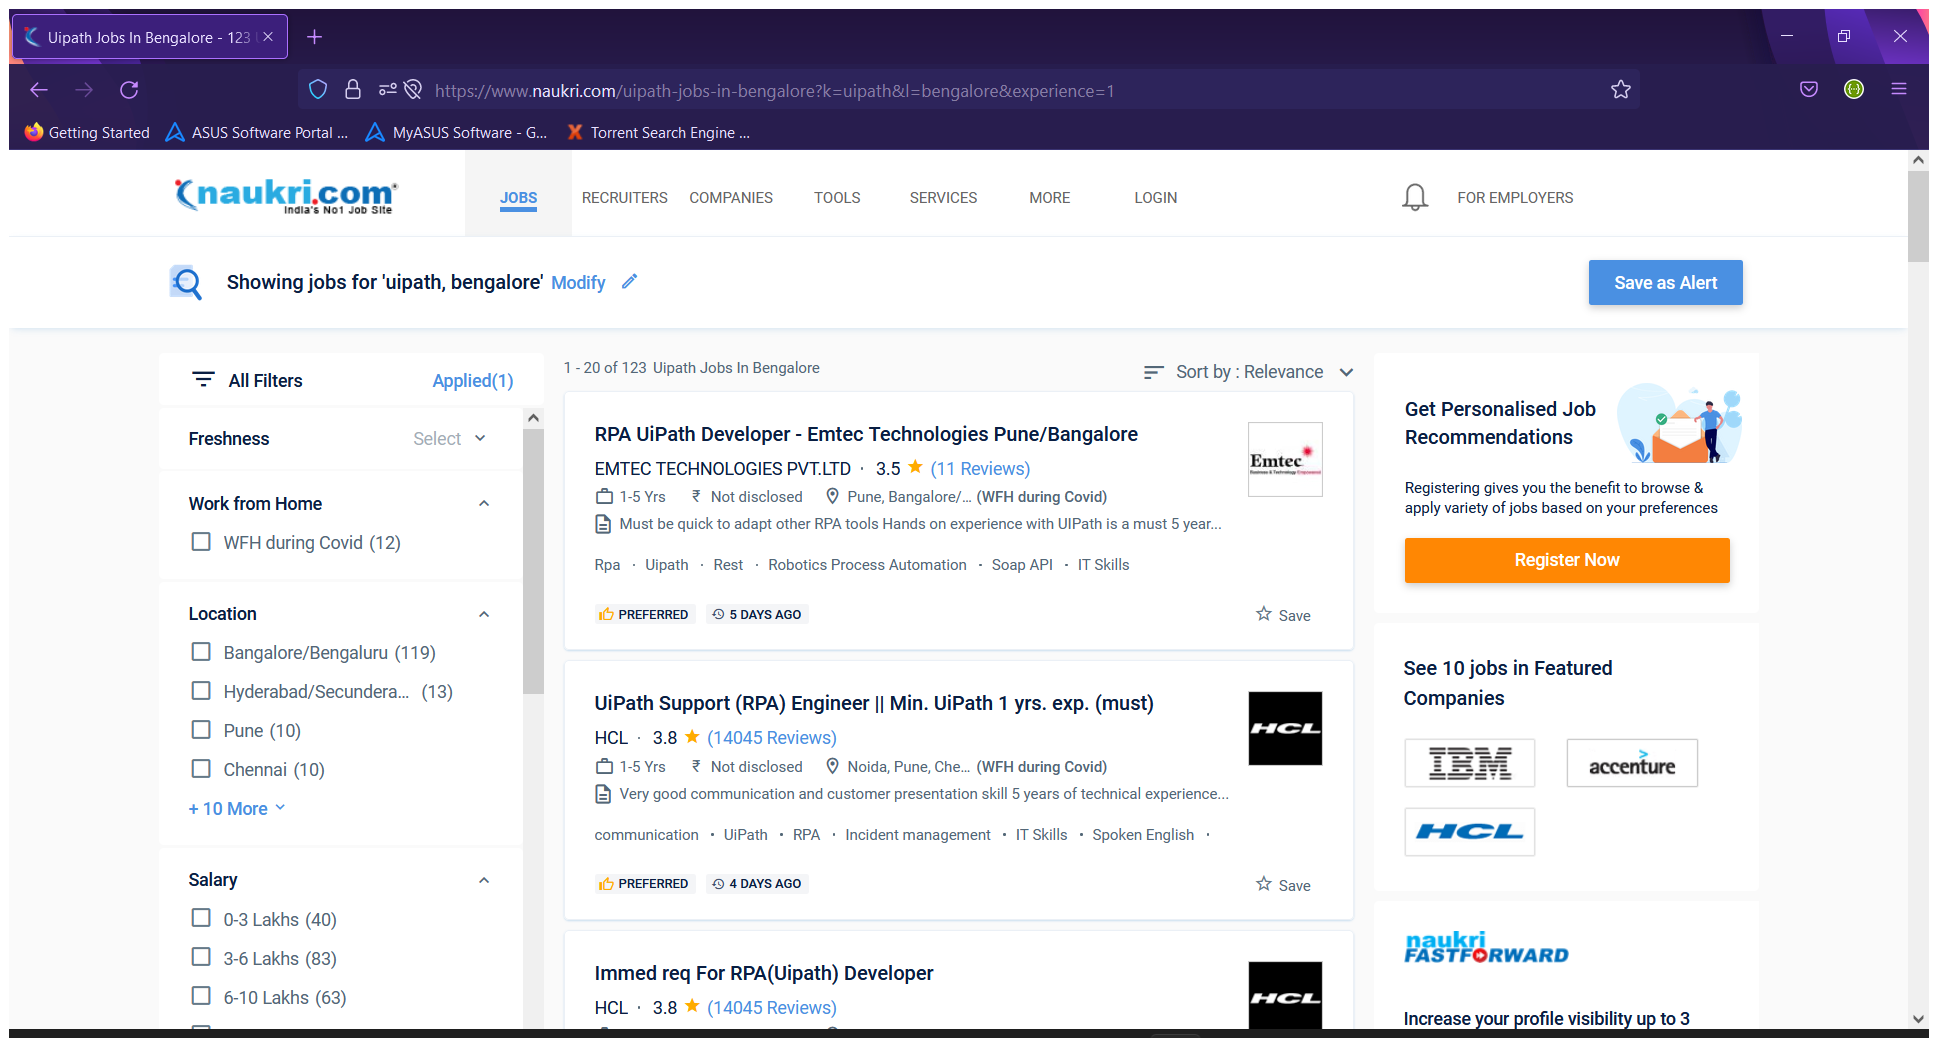 Uipath Jobs In Bengalore - 123
https://www.naukri.com/uipath-jobs-in-bengalore?k=uipath&l=bengalore&experience=1
Getting Started
ASUS Software Portal ...
MyASUS Software - G...
Torrent Search Engine ...
naukri.com
India's No1 Job Site
JOBS
RECRUITERS
COMPANIES
TOOLS
SERVICES
MORE
LOGIN
FOR EMPLOYERS
Showing jobs for 'uipath, bengalore' Modify
Save as Alert
All Filters
Applied(1)
Freshness
Select
Work from Home
WFH during Covid (12)
Location
Bangalore/Bengaluru (119)
Hyderabad/Secundera... (13)
Pune (10)
Chennai (10)
+ 10 More
Salary
0-3 Lakhs (40)
3-6 Lakhs (83)
6-10 Lakhs (63)
1 - 20 of 123 Uipath Jobs In Bengalore
Sort by : Relevance
RPA UiPath Developer - Emtec Technologies Pune/Bangalore
EMTEC TECHNOLOGIES PVT.LTD · 3.5 (11 Reviews)
1-5 Yrs ₹ Not disclosed Pune, Bangalore/... (WFH during Covid)
Must be quick to adapt other RPA tools Hands on experience with UIPath is a must 5 year...
Rpa · Uipath · Rest · Robotics Process Automation · Soap API · IT Skills
PREFERRED
5 DAYS AGO
Save
Emtec
Business & Technology Empowered
UiPath Support (RPA) Engineer || Min. UiPath 1 yrs. exp. (must)
HCL · 3.8 (14045 Reviews)
1-5 Yrs ₹ Not disclosed Noida, Pune, Che... (WFH during Covid)
Very good communication and customer presentation skill 5 years of technical experience...
communication · UiPath · RPA · Incident management · IT Skills · Spoken English ·
PREFERRED
4 DAYS AGO
Save
HCL
Immed req For RPA(Uipath) Developer
HCL · 3.8 (14045 Reviews)
HCL
Get Personalised Job
Recommendations
Registering gives you the benefit to browse &
apply variety of jobs based on your preferences
Register Now
See 10 jobs in Featured
Companies
IBM
accenture
HCL
naukri
FASTFORWARD
Increase your profile visibility up to 3